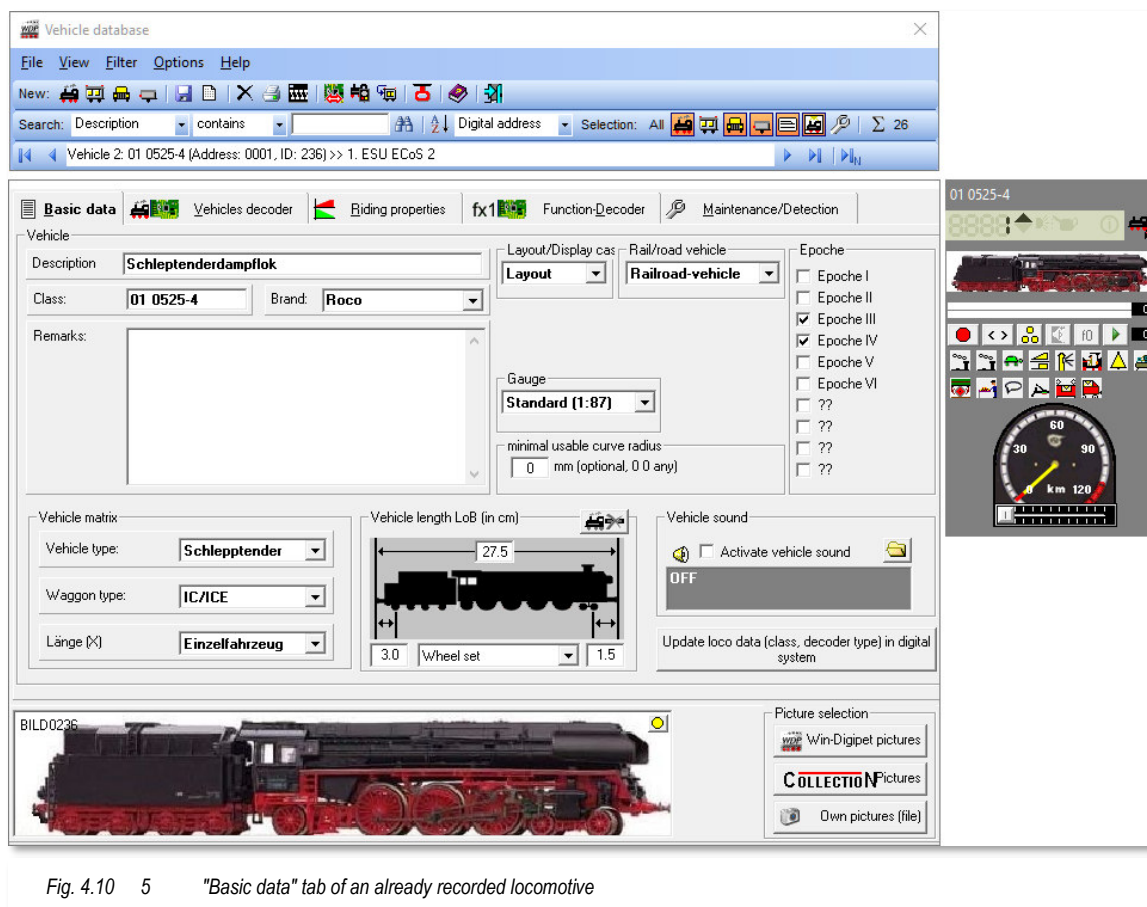 Vehicle database
File View Filter Options Help
New:
Search: Description contains Digital address Selection: All Σ 26
Vehicle 2: 01 0525-4 (Address: 0001, ID: 236) >> 1. ESU ECoS 2
Basic data Vehicles decoder Riding properties fx1 Function-Decoder Maintenance/Detection
01 0525-4
Vehicle
Description Schleptenderdampflok
Class: 01 0525-4 Brand: Roco
Remarks:
Layout/Display cas
Layout
Rail/road vehicle
Railroad-vehicle
Gauge
Standard (1:87)
minimal usable curve radius
0 mm (optional, 0 0 any)
Epoche
Epoche I
Epoche II
Epoche III
Epoche IV
Epoche V
Epoche VI
??
??
??
??
f0
30 60 90
0 km 120
Vehicle matrix
Vehicle type: Schlepptender
Waggon type: IC/ICE
Länge (X) Einzelfahrzeug
Vehicle length LoB (in cm)
27.5
3.0 Wheel set 1.5
Vehicle sound
Activate vehicle sound
OFF
Update loco data (class, decoder type) in digital
system
BILD0236
Picture selection
WDP Win-Digipet pictures
COLLECTION Pictures
Own pictures (file)
Fig. 4.10 5 "Basic data" tab of an already recorded locomotive